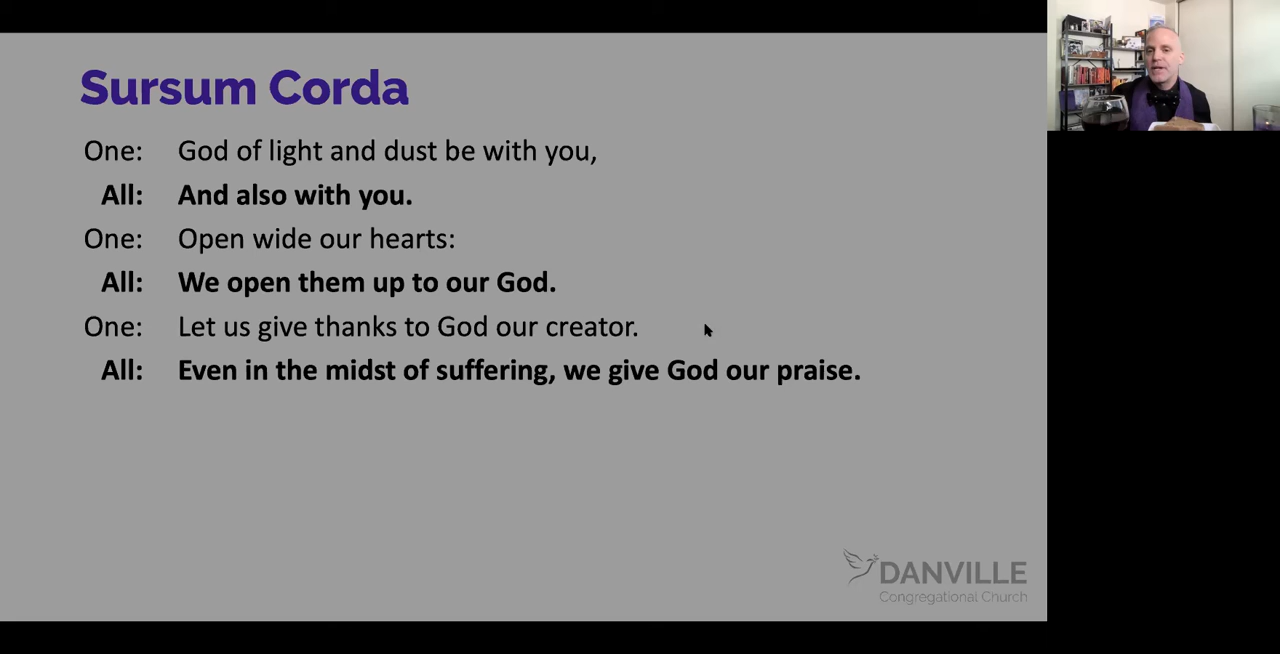 Sursum Corda
One: God of light and dust be with you,
All: And also with you.
One: Open wide our hearts:
All: We open them up to our God.
One: Let us give thanks to God our creator.
All: Even in the midst of suffering, we give God our praise.
DANVILLE
Congregational Church